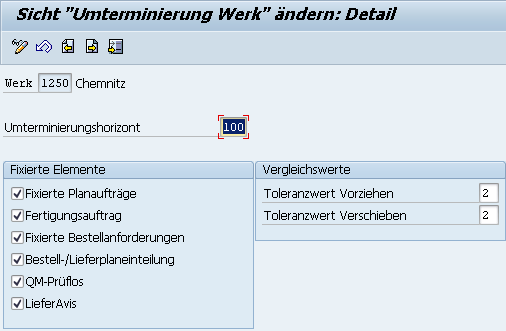 Sicht "Umterminierung Werk" ändern: Detail
Werk 1250 Chemnitz
Umterminierungshorizont 100
Fixierte Elemente
Fixierte Planaufträge
Fertigungsauftrag
Fixierte Bestellanforderungen
Bestell-/Lieferplaneinteilung
QM-Prüflos
LieferAvis
Vergleichswerte
Toleranzwert Vorziehen 2
Toleranzwert Verschieben 2